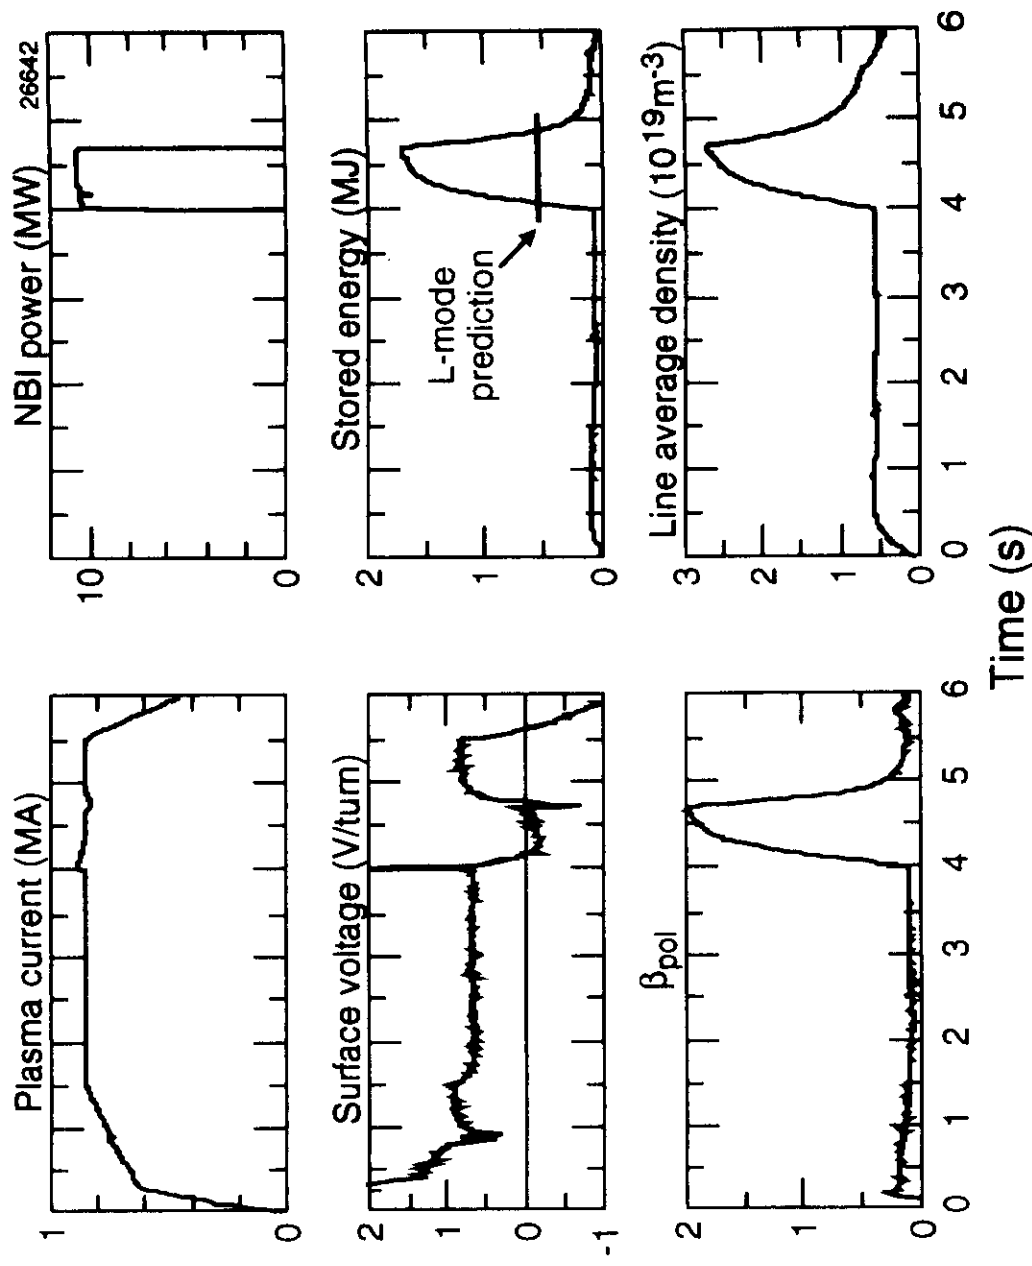 Plasma current (MA)
1
0
Surface voltage (V/turn)
2
1
0
-1
βpol
2
1
0
0 1 2 3 4 5 6
NBI power (MW)
26642
10
0
Stored energy (MJ)
2
1
0
L-mode
prediction
Line average density (10¹⁹m⁻³)
3
2
1
0
0 1 2 3 4 5 6
Time (s)